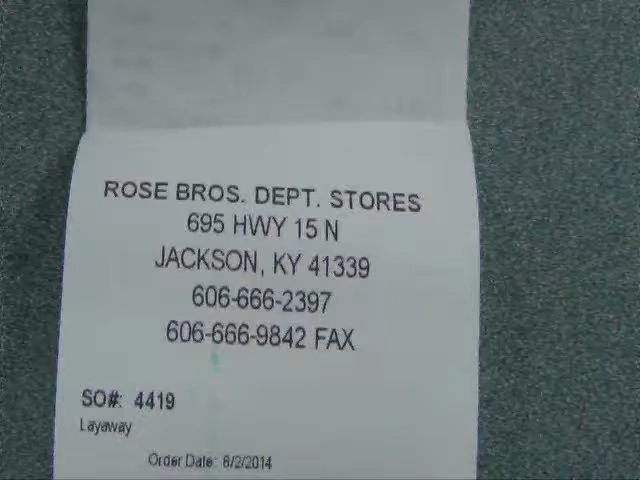 ROSE BROS. DEPT. STORES
695 HWY 15 N
JACKSON, KY 41339
606-666-2397
606-666-9842 FAX
SO#: 4419
Layaway
Order Date: 8/2/2014